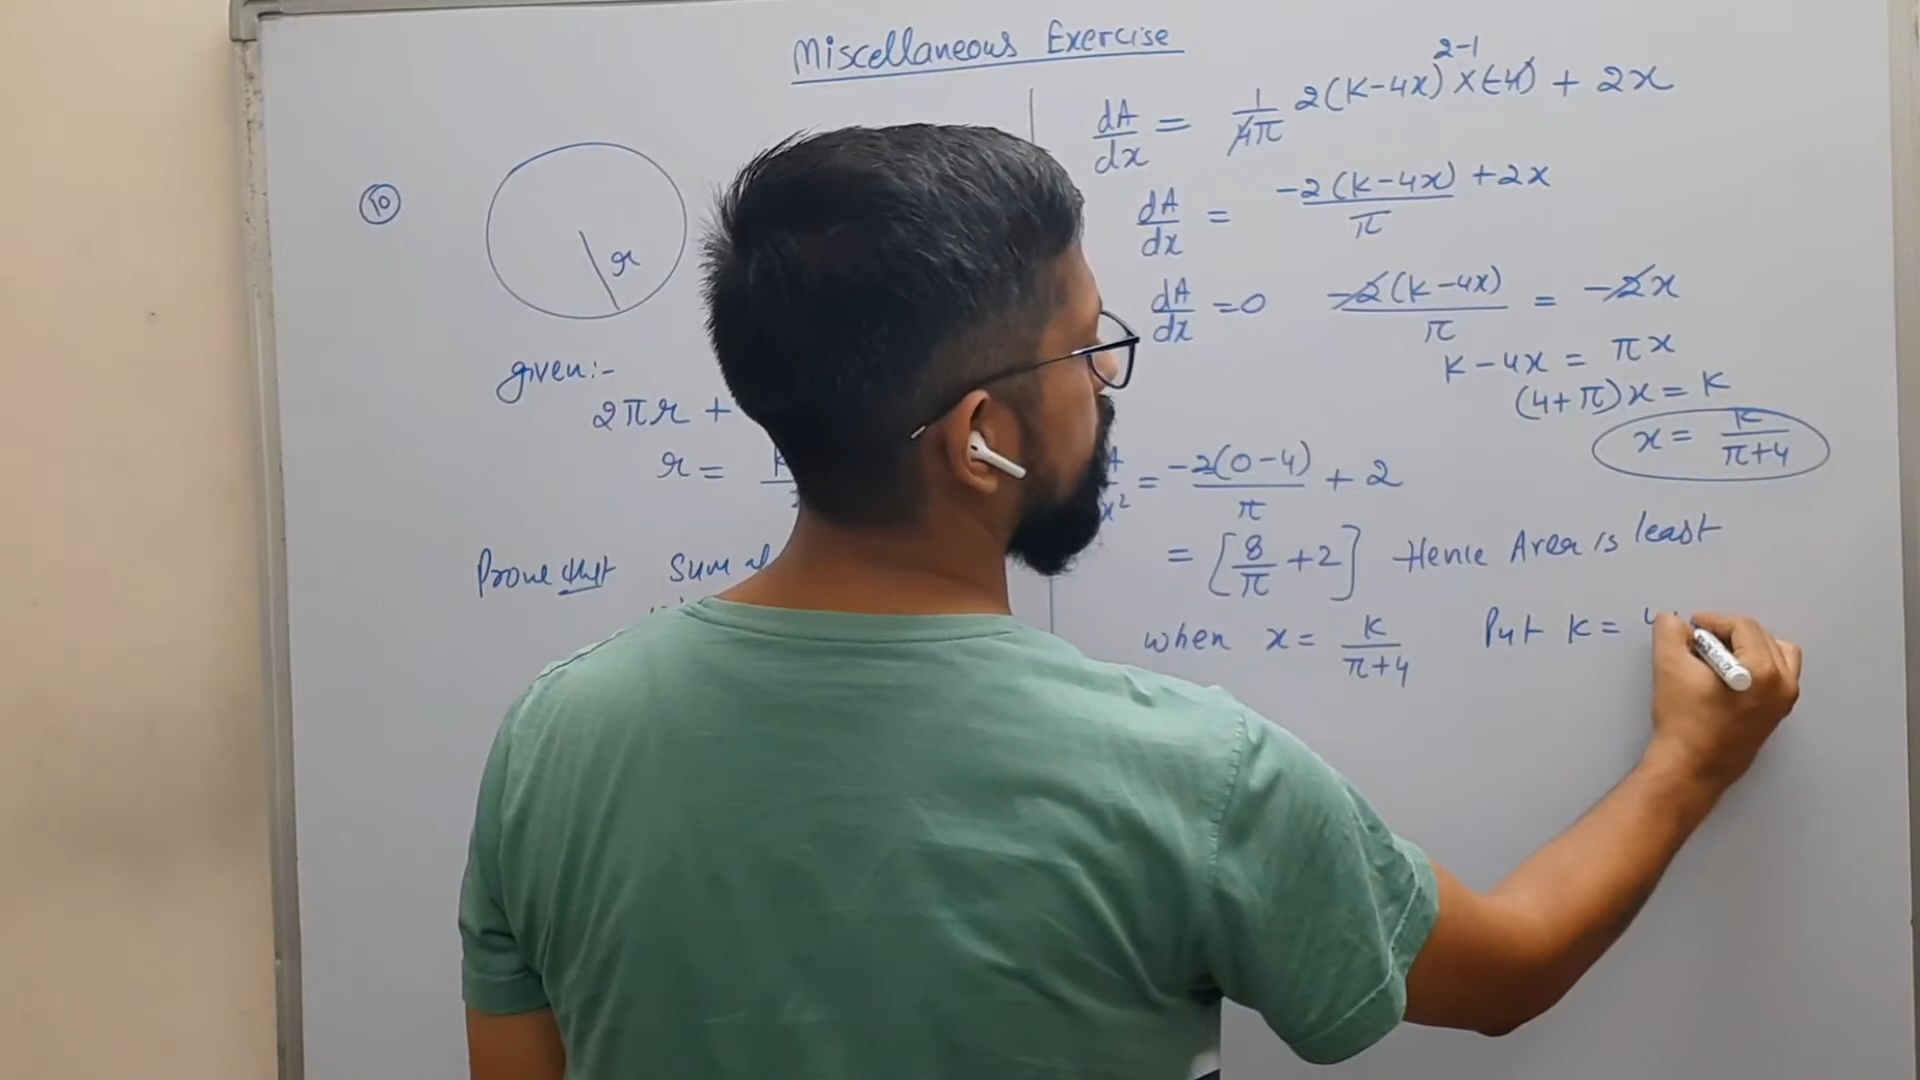 Miscellaneous Exercise
10
r
given:-
2πr +
r =
Prove that Sum of
dA/dx = 1/4π 2(K-4x)^2-1 x(-4) + 2x
dA/dx = -2(K-4x)/π + 2x
dA/dx = 0 -2(K-4x)/π = -2x
K-4x = πx
(4+π)x = K
x = K/π+4
= -2(0-4)/π + 2
= [8/π + 2] Hence Area is least
when x = K/π+4 Put K =